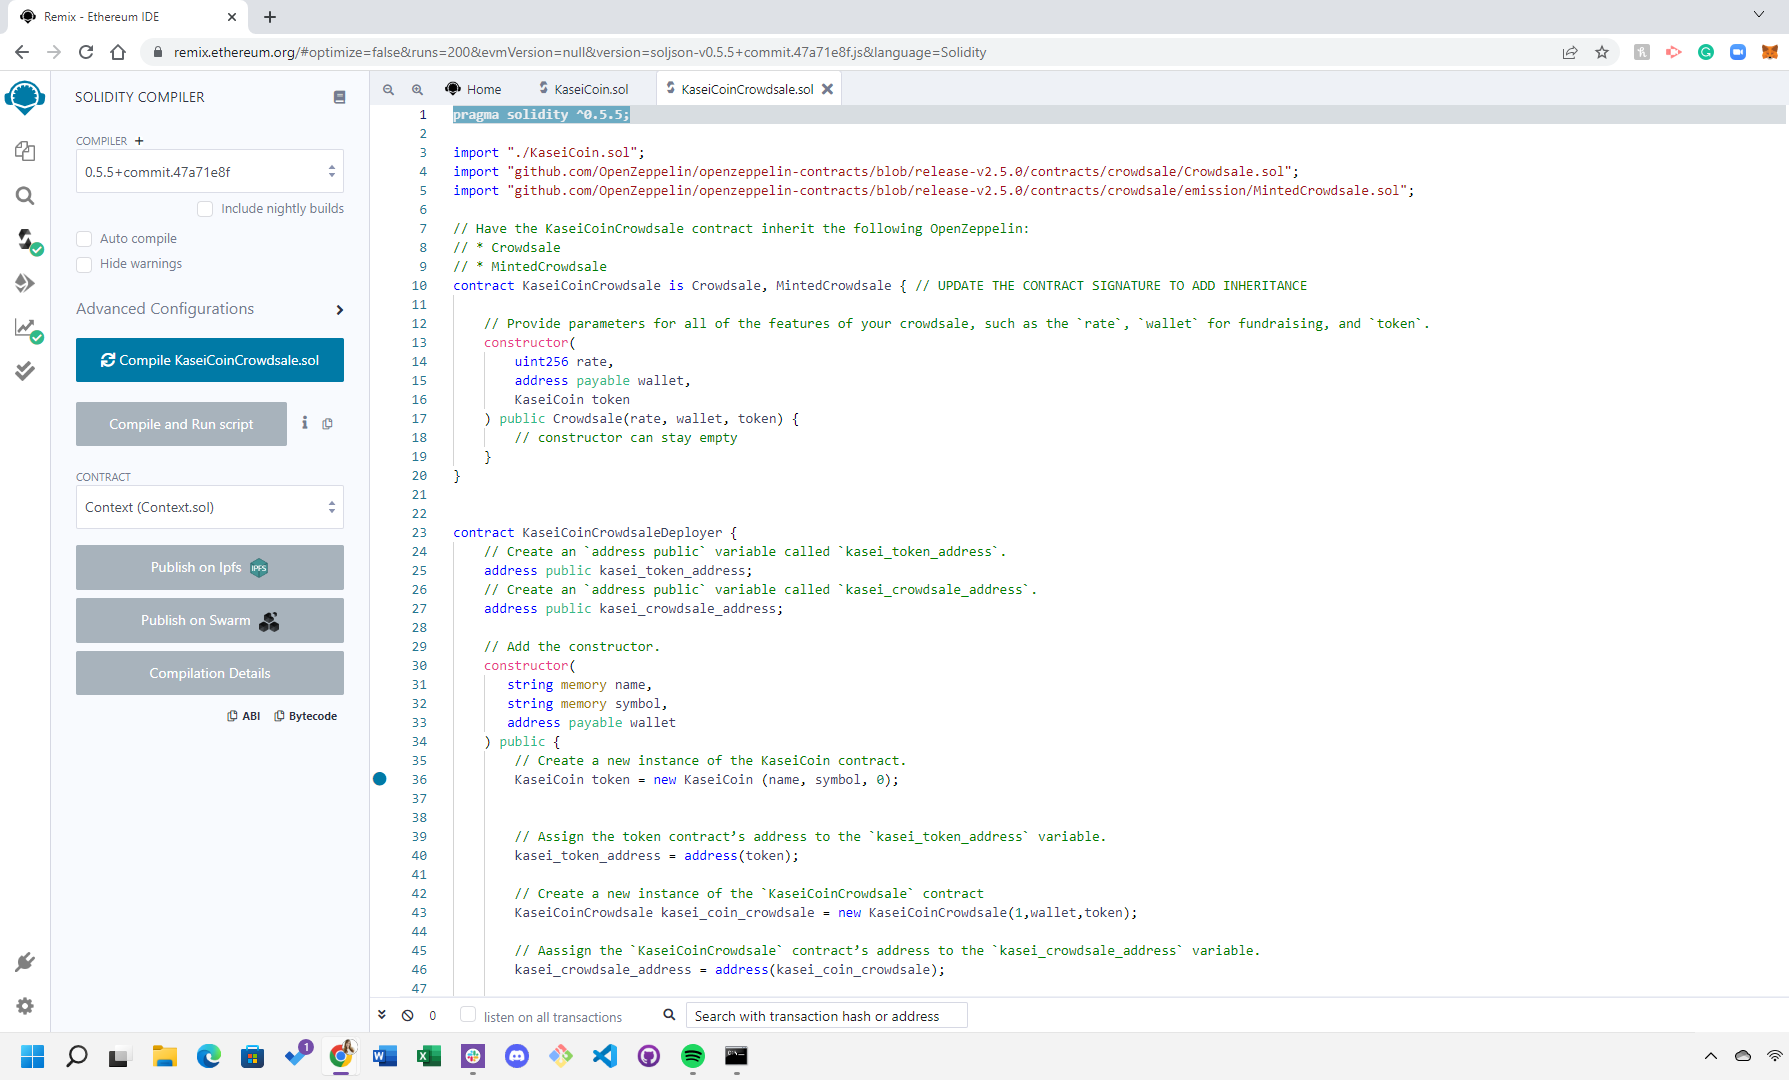 Remix - Ethereum IDE
remix.ethereum.org/#optimize=false&runs=200&evmVersion=null&version=soljson-v0.5.5+commit.47a71e8f.js&language=Solidity
SOLIDITY COMPILER
COMPILER +
0.5.5+commit.47a71e8f
Include nightly builds
Auto compile
Hide warnings
Advanced Configurations
Compile KaseiCoinCrowdsale.sol
Compile and Run script
CONTRACT
Context (Context.sol)
Publish on Ipfs IPFS
Publish on Swarm
Compilation Details
ABI Bytecode
Home KaseiCoin.sol KaseiCoinCrowdsale.sol
1 pragma solidity ^0.5.5;
2
3 import "./KaseiCoin.sol";
4 import "github.com/OpenZeppelin/openzeppelin-contracts/blob/release-v2.5.0/contracts/crowdsale/Crowdsale.sol";
5 import "github.com/OpenZeppelin/openzeppelin-contracts/blob/release-v2.5.0/contracts/crowdsale/emission/MintedCrowdsale.sol";
6
7 // Have the KaseiCoinCrowdsale contract inherit the following OpenZeppelin:
8 // * Crowdsale
9 // * MintedCrowdsale
10 contract KaseiCoinCrowdsale is Crowdsale, MintedCrowdsale { // UPDATE THE CONTRACT SIGNATURE TO ADD INHERITANCE
11
12 // Provide parameters for all of the features of your crowdsale, such as the `rate`, `wallet` for fundraising, and `token`.
13 constructor(
14 uint256 rate,
15 address payable wallet,
16 KaseiCoin token
17 ) public Crowdsale(rate, wallet, token) {
18 // constructor can stay empty
19 }
20 }
21
22
23 contract KaseiCoinCrowdsaleDeployer {
24 // Create an `address public` variable called `kasei_token_address`.
25 address public kasei_token_address;
26 // Create an `address public` variable called `kasei_crowdsale_address`.
27 address public kasei_crowdsale_address;
28
29 // Add the constructor.
30 constructor(
31 string memory name,
32 string memory symbol,
33 address payable wallet
34 ) public {
35 // Create a new instance of the KaseiCoin contract.
36 KaseiCoin token = new KaseiCoin (name, symbol, 0);
37
38
39 // Assign the token contract’s address to the `kasei_token_address` variable.
40 kasei_token_address = address(token);
41
42 // Create a new instance of the `KaseiCoinCrowdsale` contract
43 KaseiCoinCrowdsale kasei_coin_crowdsale = new KaseiCoinCrowdsale(1,wallet,token);
44
45 // Aassign the `KaseiCoinCrowdsale` contract’s address to the `kasei_crowdsale_address` variable.
46 kasei_crowdsale_address = address(kasei_coin_crowdsale);
47
0 listen on all transactions Search with transaction hash or address
1